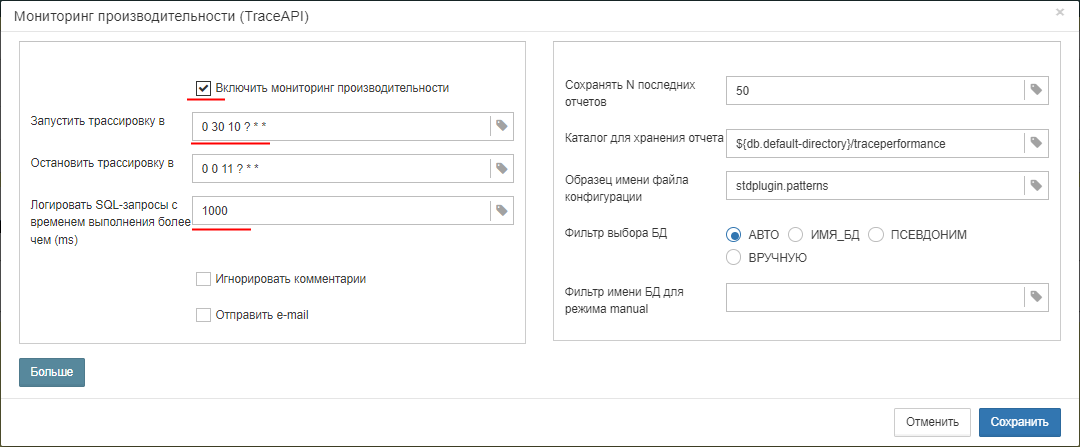 Мониторинг производительности (TraceAPI)
×
Включить мониторинг производительности
Запустить трассировку в
0 30 10 ? * *
Остановить трассировку в
0 0 11 ? * *
Логировать SQL-запросы с
временем выполнения более
чем (ms)
1000
Игнорировать комментарии
Отправить e-mail
Сохранять N последних
отчетов
50
Каталог для хранения отчета
${db.default-directory}/traceperformance
Образец имени файла
конфигурации
stdplugin.patterns
Фильтр выбора БД
АВТО ИМЯ_БД ПСЕВДОНИМ
ВРУЧНУЮ
Фильтр имени БД для
режима manual
Больше
Отменить Сохранить